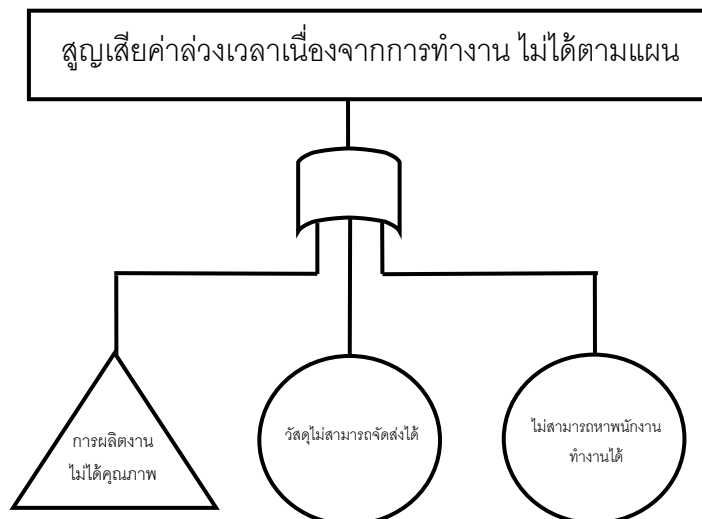 สูญเสียค่าล่วงเวลาเนื่องจากการทำงาน ไม่ได้ตามแผน
การผลิตงาน
ไม่ได้คุณภาพ
วัสดุไม่สามารถจัดส่งได้
ไม่สามารถหาพนักงาน
ทำงานได้